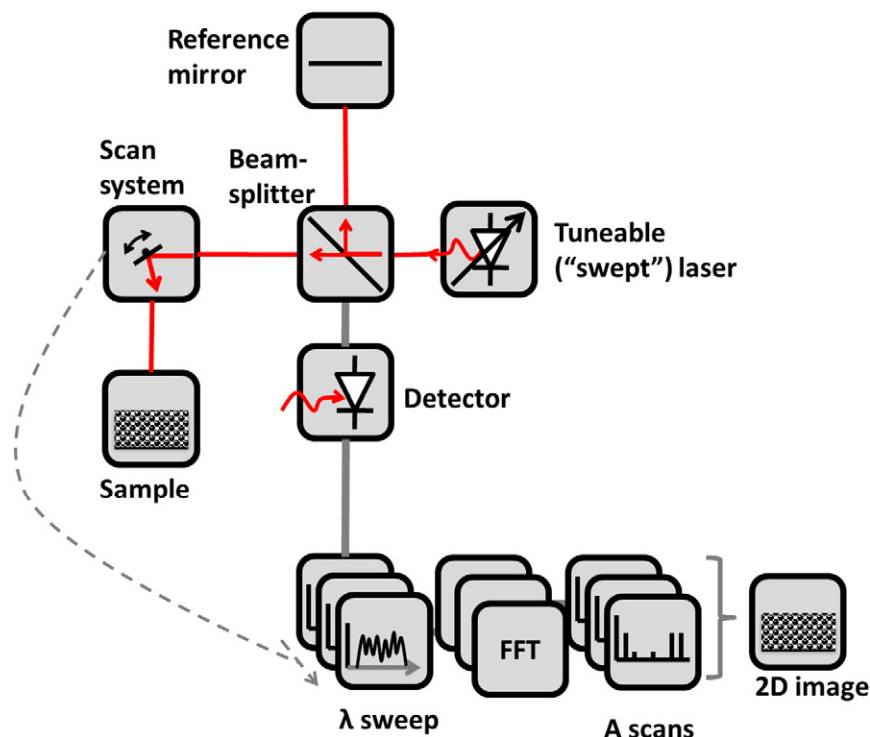 Reference
mirror
Scan
system
Beam-
splitter
Tuneable
(“swept”) laser
Detector
Sample
FFT
λ sweep
A scans
2D image